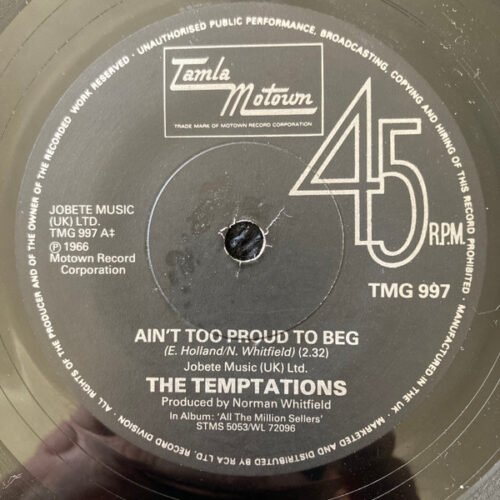 UNAUTHORISED PUBLIC PERFORMANCE, BROADCASTING, COPYING AND HIRING OF THIS RECORD PROHIBITED · MANUFACTURED IN THE UK. MARKETED AND DISTRIBUTED BY RCA LTD. RECORD DIVISION · ALL RIGHTS OF THE PRODUCER AND OF THE OWNER OF THE RECORDED WORK RESERVED ·
Tamla
Motown
TRADE MARK OF MOTOWN RECORD CORPORATION
45
R.P.M.
JOBETE MUSIC
(UK) LTD.
TMG 997 A‡
℗ 1966
Motown Record
Corporation
TMG 997
AIN'T TOO PROUD TO BEG
(E. Holland/N. Whitfield) (2.32)
Jobete Music (UK) Ltd.
THE TEMPTATIONS
Produced by Norman Whitfield
in Album: 'All The Million Sellers'
STMS 5053/WL 72096